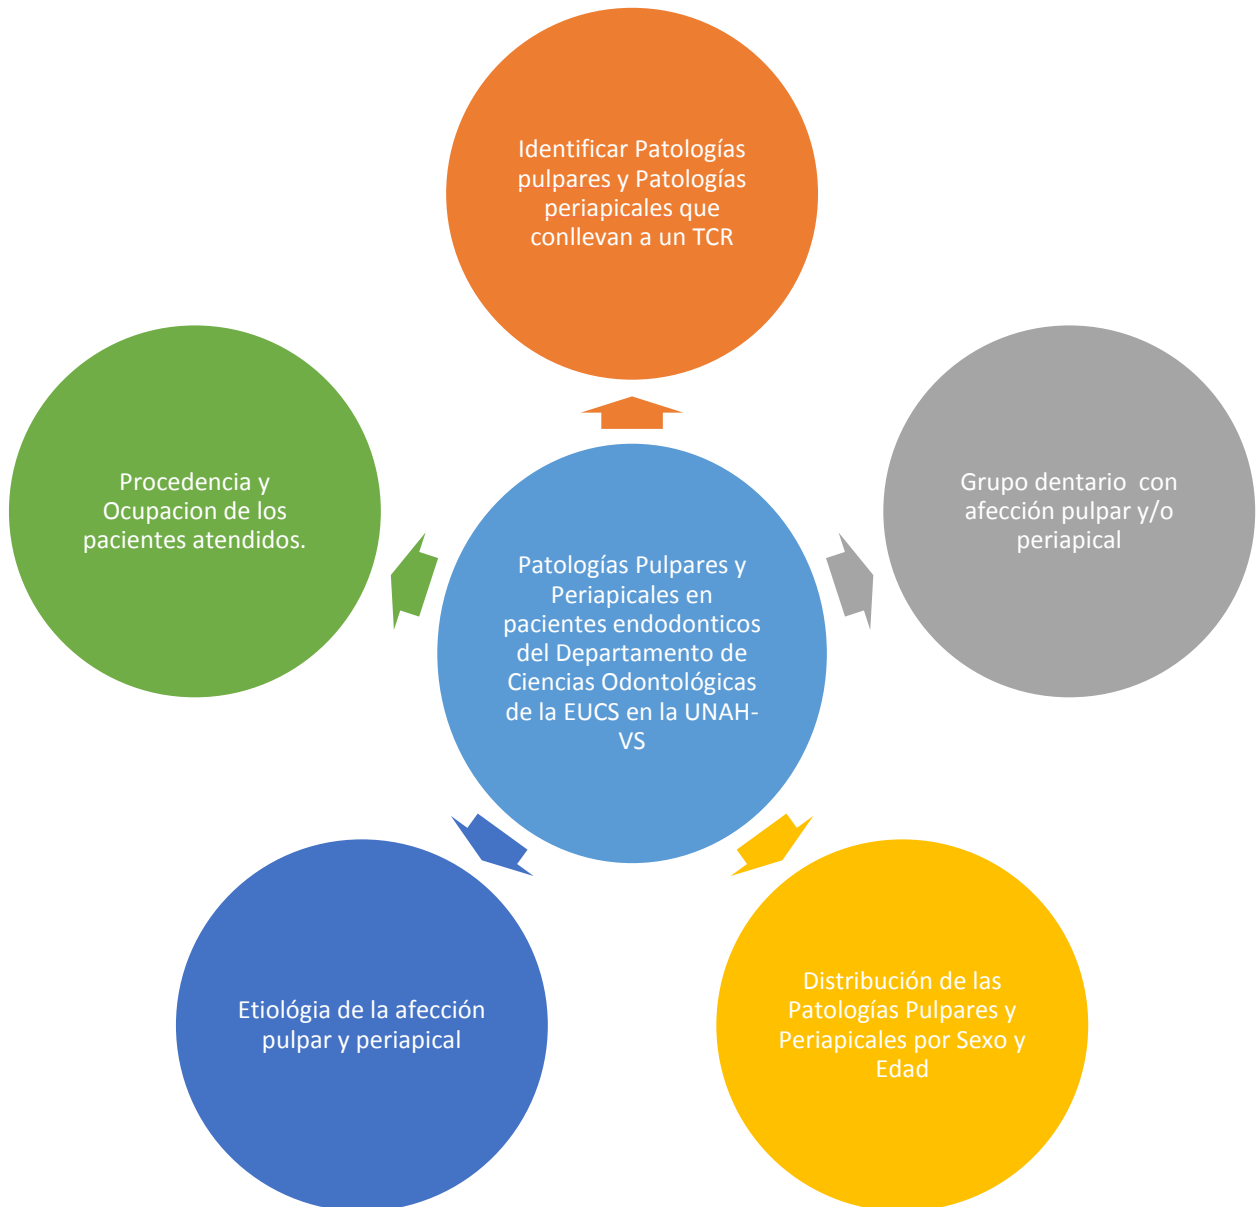 Identificar Patologías
pulpares y Patologías
periapicales que
conllevan a un TCR
Procedencia y
Ocupacion de los
pacientes atendidos.
Grupo dentario con
afección pulpar y/o
periapical
Patologías Pulpares y
Periapicales en
pacientes endodonticos
del Departamento de
Ciencias Odontológicas
de la EUCS en la UNAH-
VS
Etiológia de la afección
pulpar y periapical
Distribución de las
Patologías Pulpares y
Periapicales por Sexo y
Edad